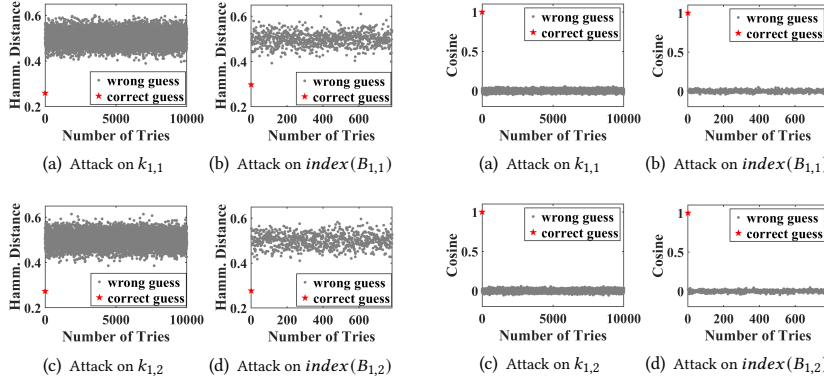 Hamm. Distance
0.6
0.4
0.2
wrong guess
correct guess
0 5000 10000
Number of Tries
(a) Attack on k1,1
Hamm. Distance
0.6
0.4
0.2
wrong guess
correct guess
0 200 400 600
Number of Tries
(b) Attack on index(B1,1)
Hamm. Distance
0.6
0.4
0.2
wrong guess
correct guess
0 5000 10000
Number of Tries
(c) Attack on k1,2
Hamm. Distance
0.6
0.4
0.2
wrong guess
correct guess
0 200 400 600
Number of Tries
(d) Attack on index(B1,2)
Cosine
1
0.5
0
wrong guess
correct guess
0 5000 10000
Number of Tries
(a) Attack on k1,1
Cosine
1
0.5
0
wrong guess
correct guess
0 200 400 600
Number of Tries
(b) Attack on index(B1,1)
Cosine
1
0.5
0
wrong guess
correct guess
0 5000 10000
Number of Tries
(c) Attack on k1,2
Cosine
1
0.5
0
wrong guess
correct guess
0 200 400 600
Number of Tries
(d) Attack on index(B1,2)